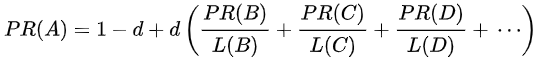 PR(A) = 1 − d + d ( PR(B)/L(B) + PR(C)/L(C) + PR(D)/L(D) + ⋯ )